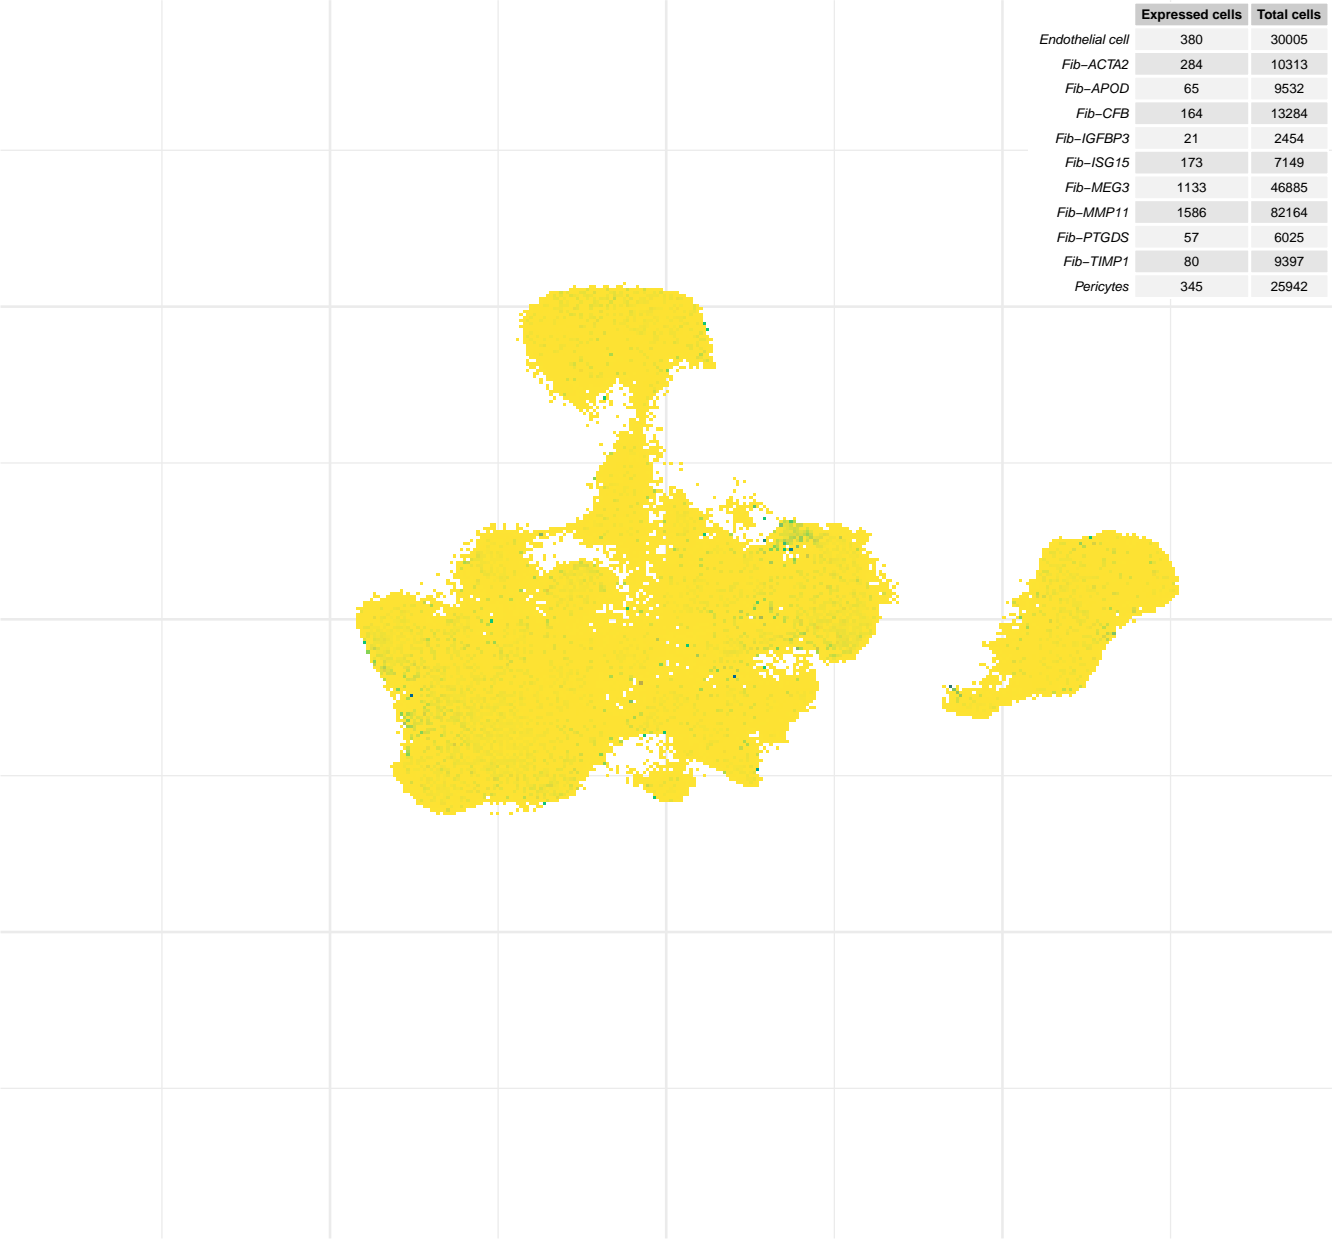 Expressed cells Total cells
Endothelial cell 380 30005
Fib−ACTA2 284 10313
Fib−APOD 65 9532
Fib−CFB 164 13284
Fib−IGFBP3 21 2454
Fib−ISG15 173 7149
Fib−MEG3 1133 46885
Fib−MMP11 1586 82164
Fib−PTGDS 57 6025
Fib−TIMP1 80 9397
Pericytes 345 25942